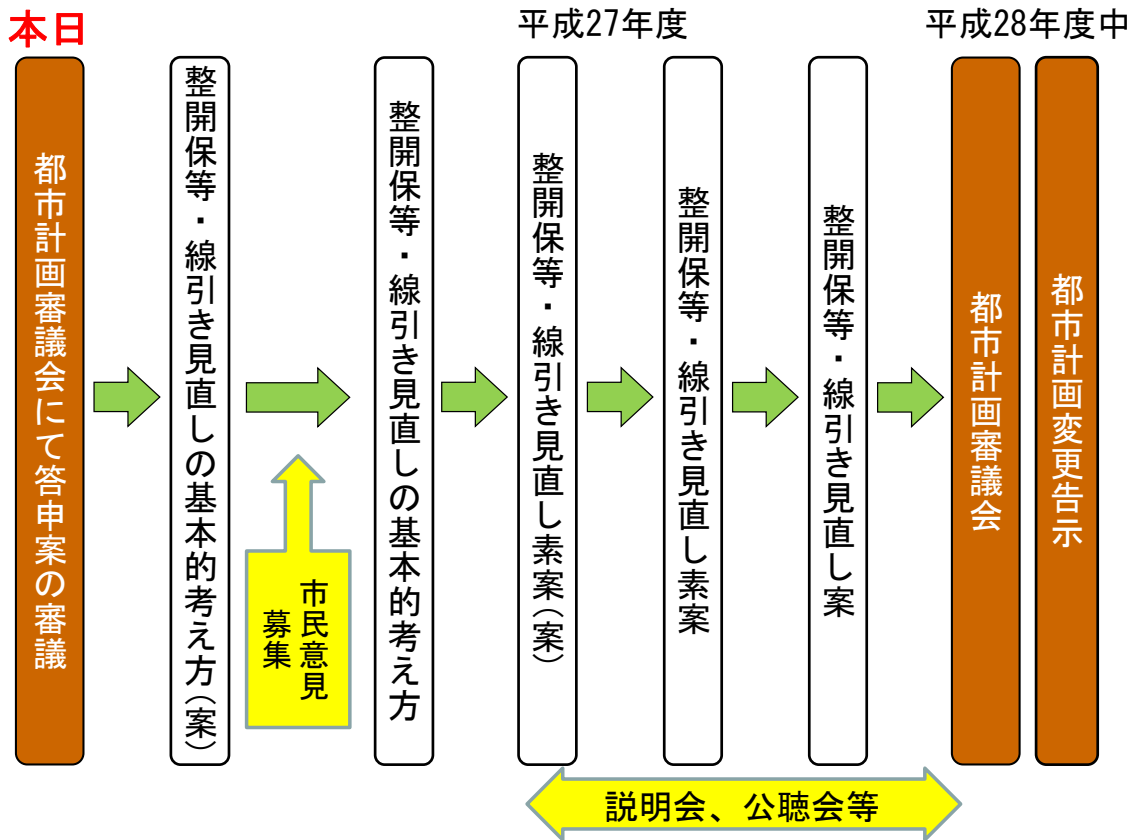 本日
平成27年度
平成28年度中
都市計画審議会にて答申案の審議
整開保等・線引き見直しの基本的考え方（案）
市民意見
募集
整開保等・線引き見直しの基本的考え方
整開保等・線引き見直し素案（案）
整開保等・線引き見直し素案
整開保等・線引き見直し案
都市計画審議会
都市計画変更告示
説明会、公聴会等